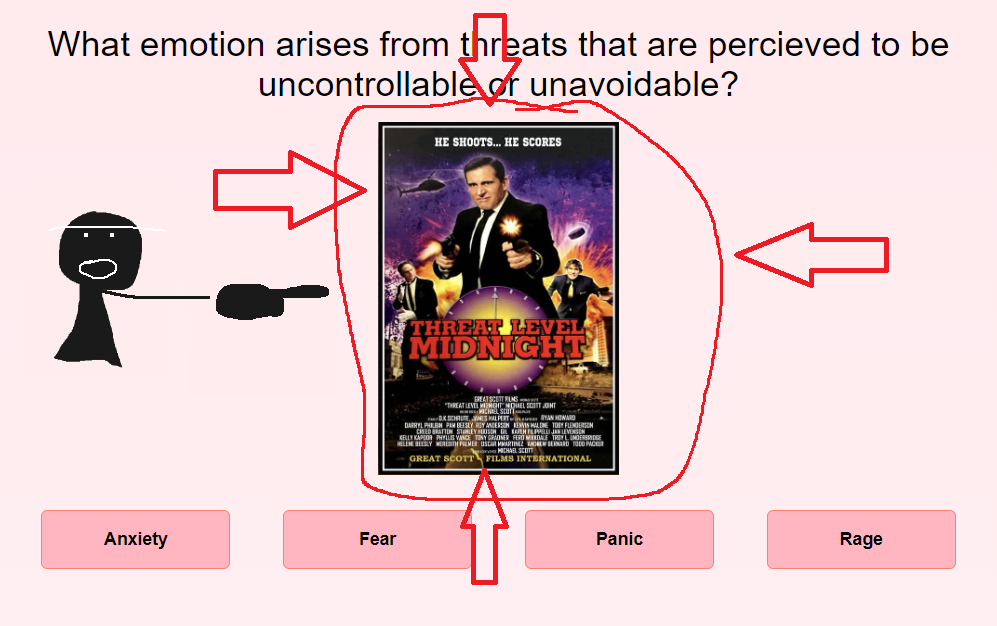 What emotion arises from threats that are percieved to be
uncontrollable or unavoidable?
HE SHOOTS... HE SCORES
THREAT LEVEL
MIDNIGHT
GREAT SCOTT FILMS
"THREAT LEVEL MIDNIGHT" MICHAEL SCOTT JOINT
MICHAEL SCOTT
D.K. SCHRUTE JAMES HALPERT RYAN HOWARD
DARRYL PHILBIN PAM BEESLY ROY ANDERSON KEVIN MALONE TOBY FLENDERSON
CREED BRATTON STANLEY HUDSON GIL KAREN FILIPPELLI JAN LEVENSON
KELLY KAPOOR PHYLLIS VANCE TONY GARDNER TROY L. UNDERBRIDGE
HELENE BEESLY MEREDITH PALMER OSCAR ANDREW BERNARD TODD PACKER
MICHAEL SCOTT
GREAT SCOTT FILMS INTERNATIONAL
Anxiety
Fear
Panic
Rage